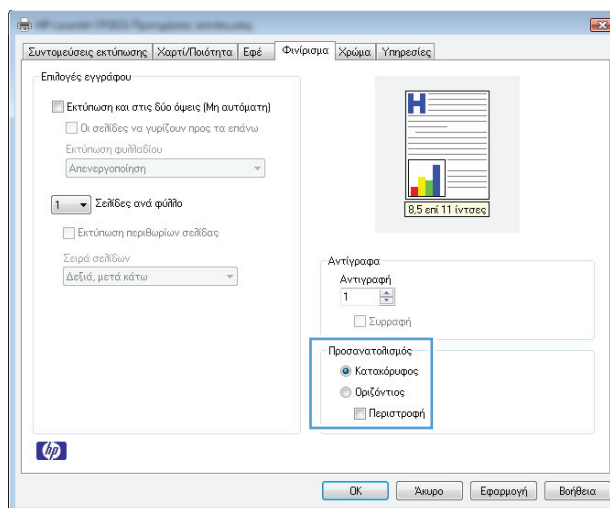 Συντομεύσεις εκτύπωσης Χαρτί/Ποιότητα Εφέ Φινίρισμα Χρώμα Υπηρεσίες
Επιλογές εγγράφου
Εκτύπωση και στις δύο όψεις (Μη αυτόματη)
Οι σελίδες να γυρίζουν προς τα επάνω
Εκτύπωση φυλλαδίου
Απενεργοποίηση
1 Σελίδες ανά φύλλο
Εκτύπωση περιθωρίων σελίδας
Σειρά σελίδων
Δεξιά, μετά κάτω
H
8,5 επί 11 ίντσες
Αντίγραφα
Αντιγραφή
1
Συρραφή
Προσανατολισμός
Κατακόρυφος
Οριζόντιος
Περιστροφή
hp
OK Άκυρο Εφαρμογή Βοήθεια